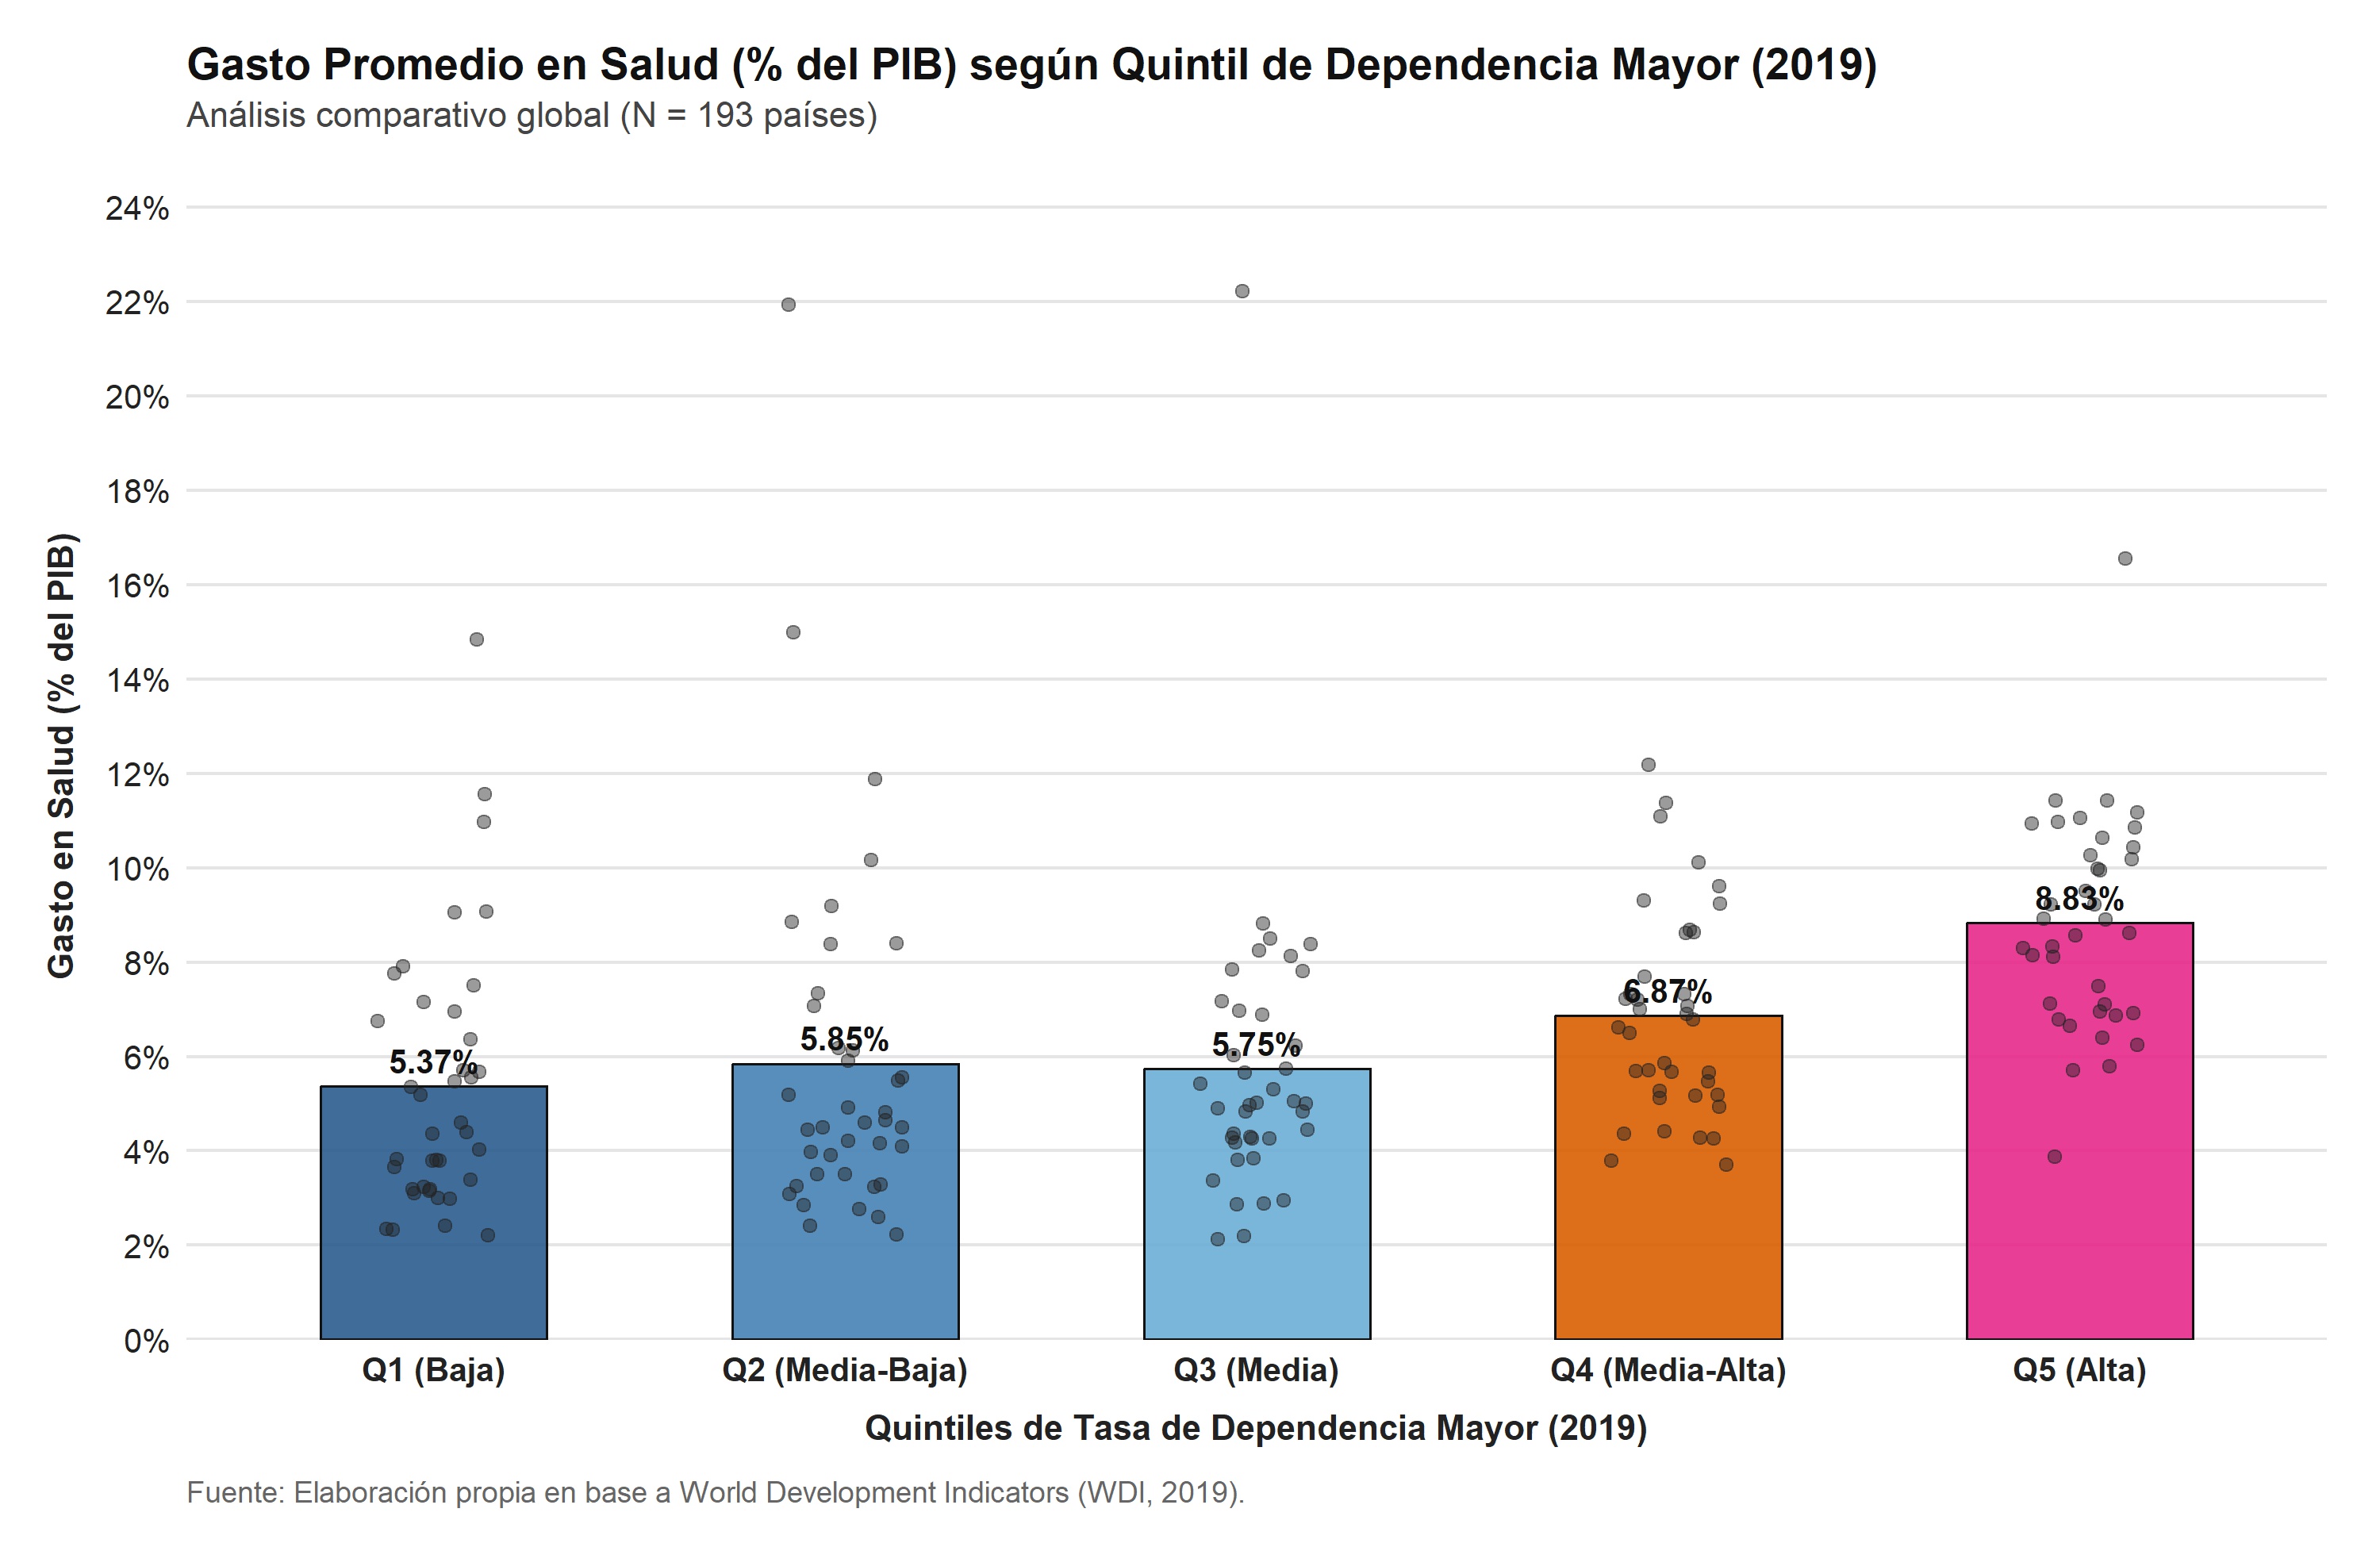 Gasto Promedio en Salud (% del PIB) según Quintil de Dependencia Mayor (2019)
Análisis comparativo global (N = 193 países)
Gasto en Salud (% del PIB)
24%
22%
20%
18%
16%
14%
12%
10%
8%
6%
4%
2%
0%
5.37%
5.85%
5.75%
6.87%
8.83%
Q1 (Baja)
Q2 (Media-Baja)
Q3 (Media)
Q4 (Media-Alta)
Q5 (Alta)
Quintiles de Tasa de Dependencia Mayor (2019)
Fuente: Elaboración propia en base a World Development Indicators (WDI, 2019).